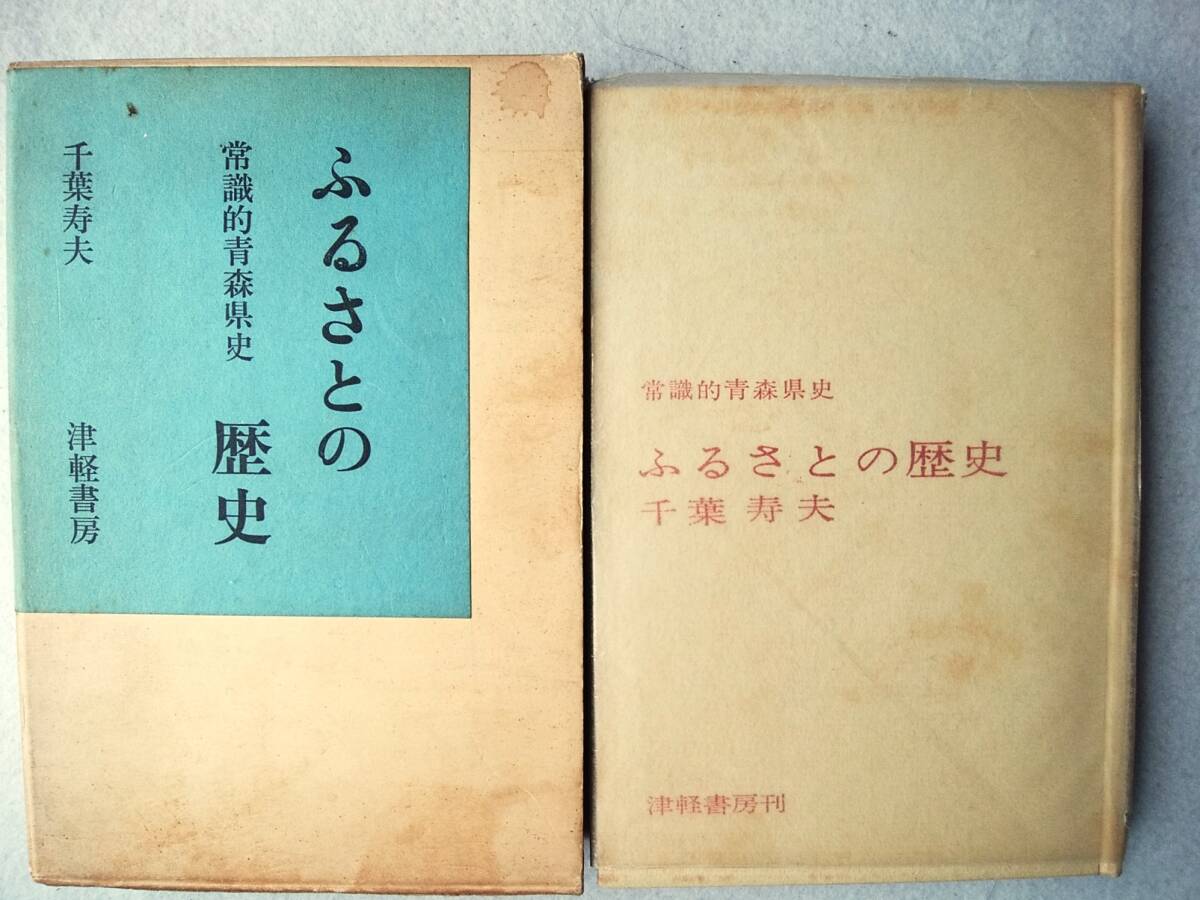 ふるさとの
歴史
常識的青森県史
千葉寿夫
津軽書房
常識的青森県史
ふるさとの歴史
千葉寿夫
津軽書房刊